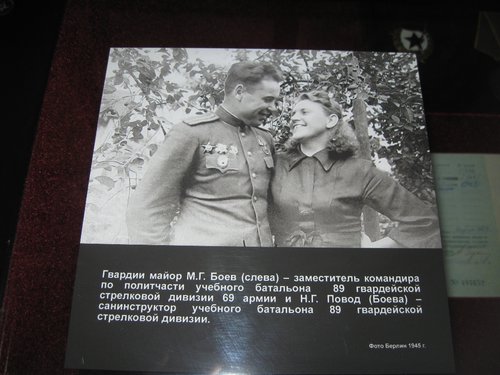 Гвардии майор М.Г. Боев (слева) – заместитель командира
по политчасти учебного батальона 89 гвардейской
стрелковой дивизии 69 армии и Н.Г. Повод (Боева) –
санинструктор учебного батальона 89 гвардейской
стрелковой дивизии.
Фото Берлин 1945 г.